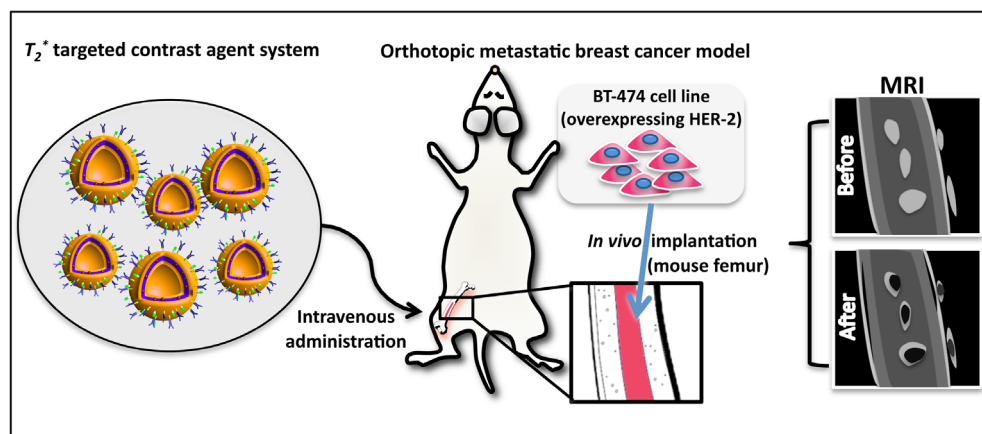 T2* targeted contrast agent system
Orthotopic metastatic breast cancer model
BT-474 cell line
(overexpressing HER-2)
In vivo implantation
(mouse femur)
Intravenous
administration
MRI
Before
After